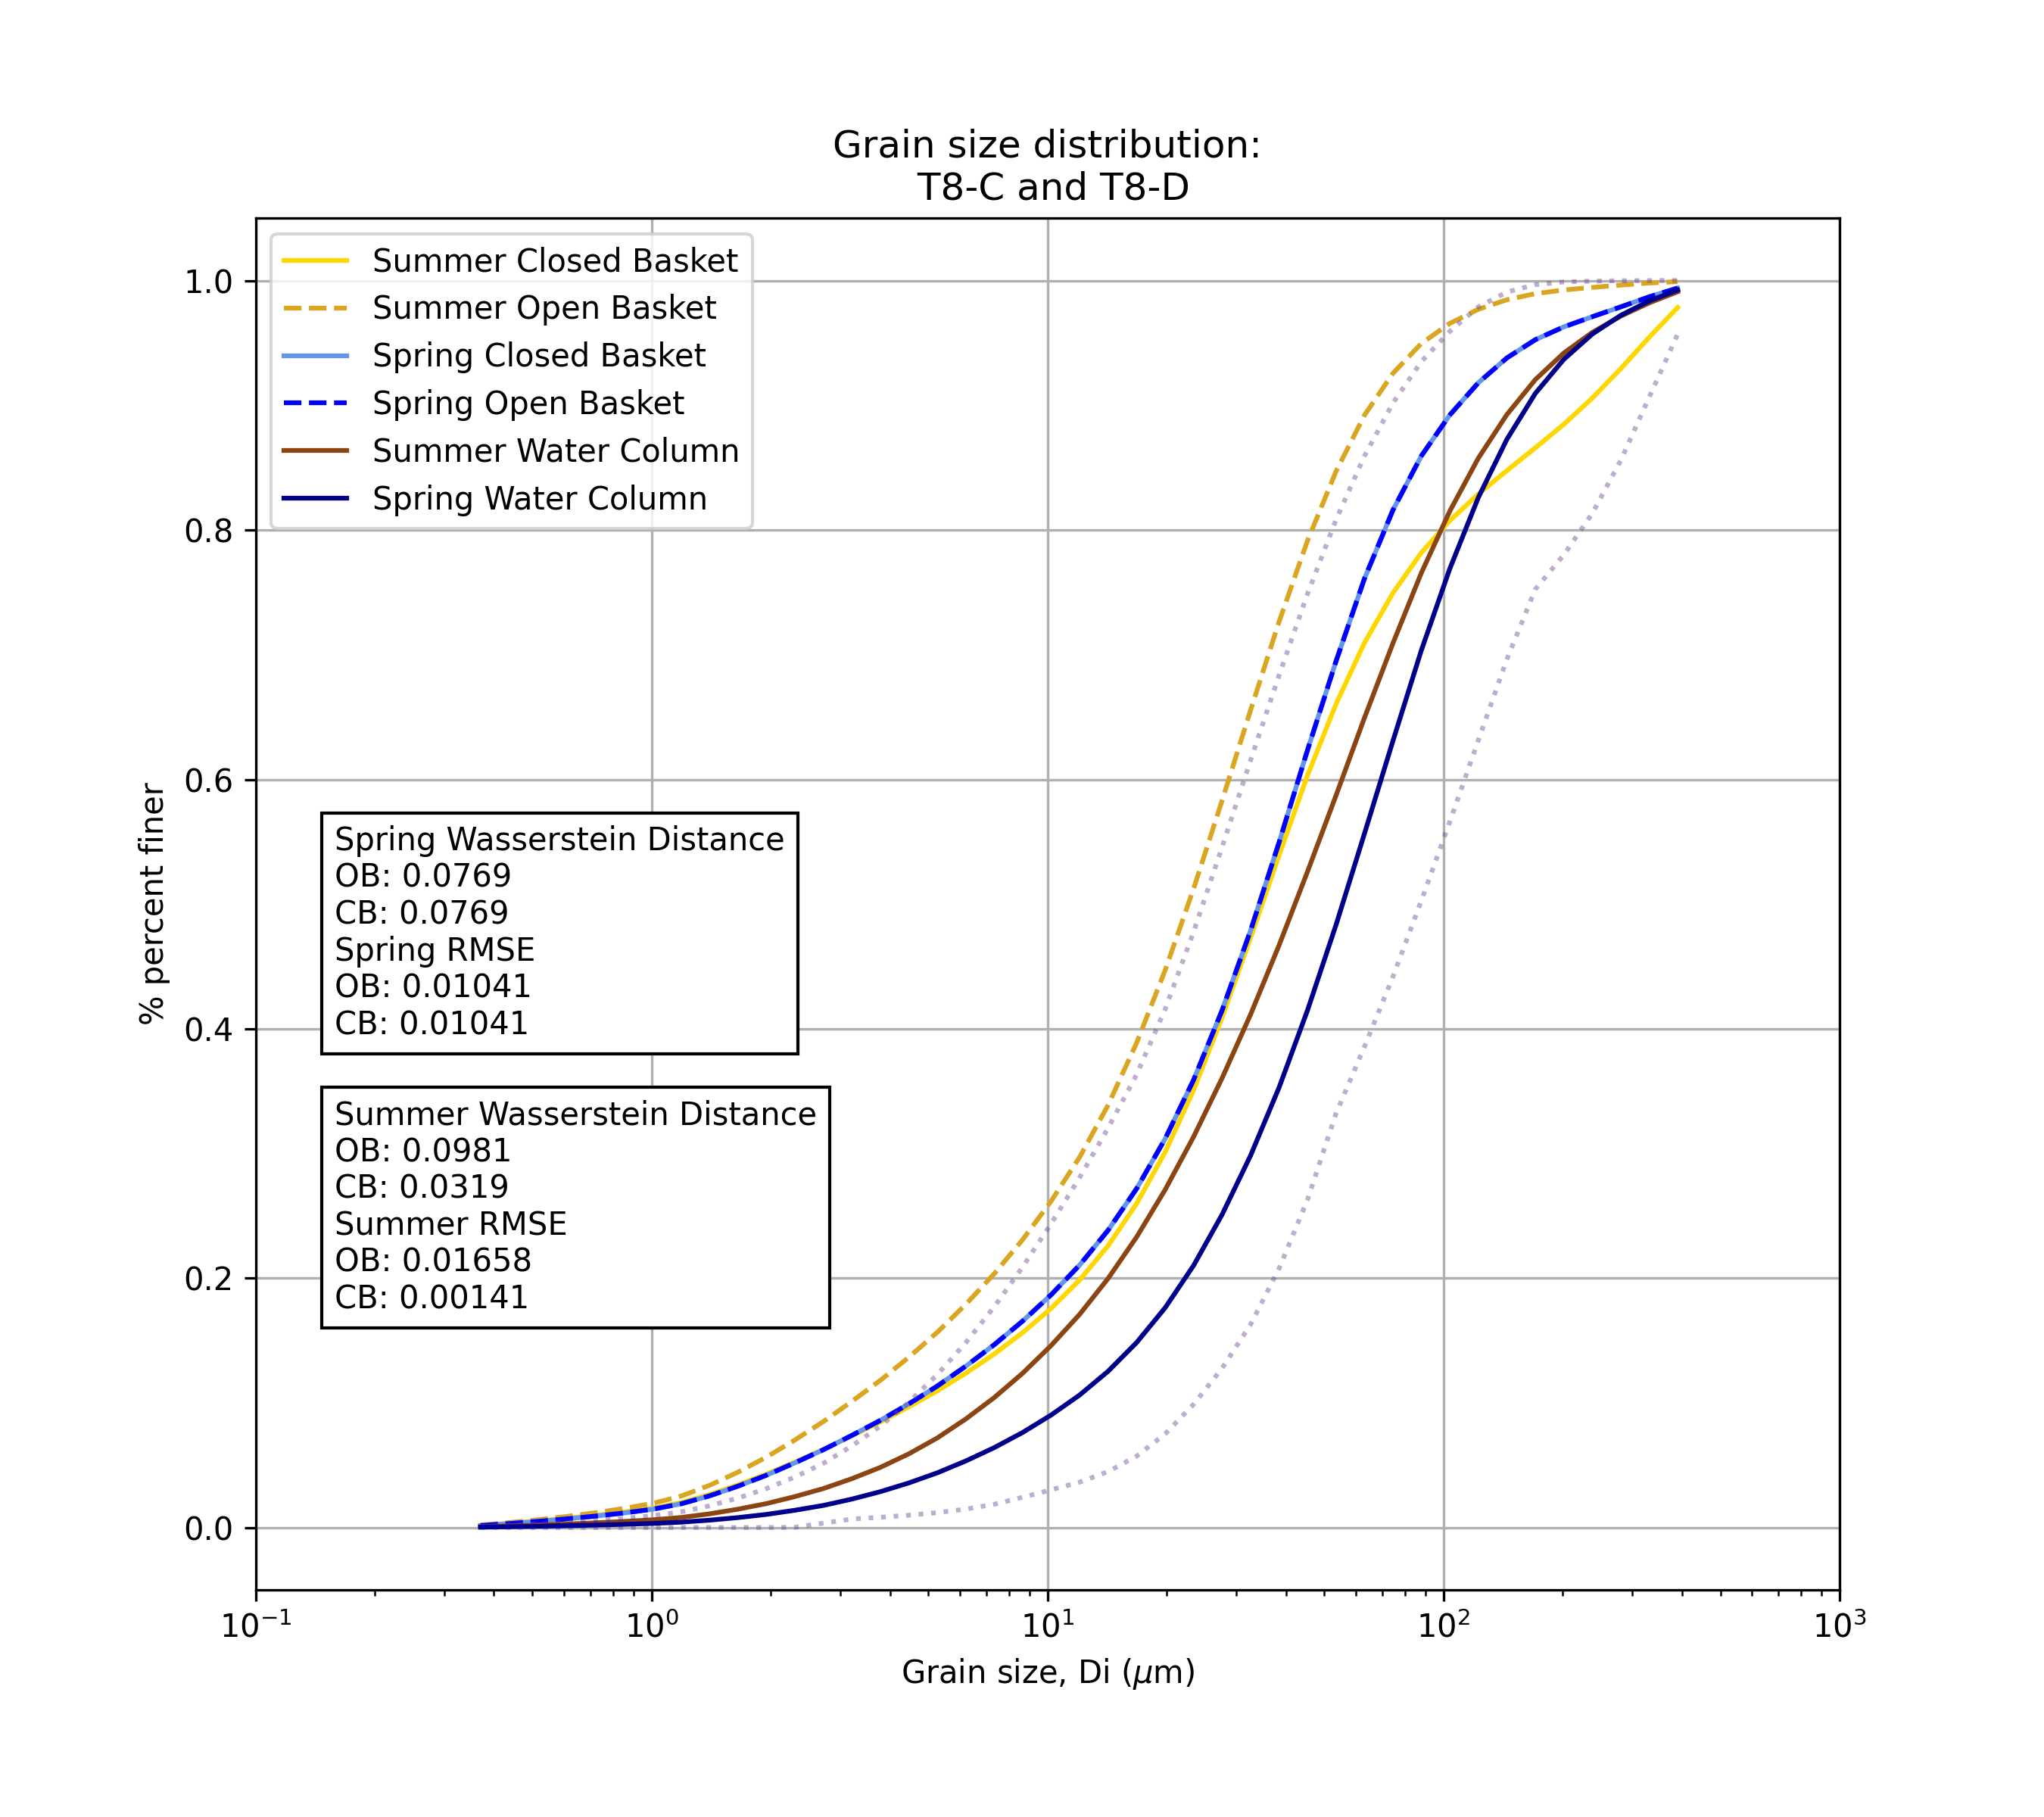 Grain size distribution:
T8-C and T8-D
Summer Closed Basket
Summer Open Basket
Spring Closed Basket
Spring Open Basket
Summer Water Column
Spring Water Column
1.0
0.8
0.6
0.4
0.2
0.0
% percent finer
Spring Wasserstein Distance
OB: 0.0769
CB: 0.0769
Spring RMSE
OB: 0.01041
CB: 0.01041
Summer Wasserstein Distance
OB: 0.0981
CB: 0.0319
Summer RMSE
OB: 0.01658
CB: 0.00141
10⁻¹ 10⁰ 10¹ 10² 10³
Grain size, Di (μm)